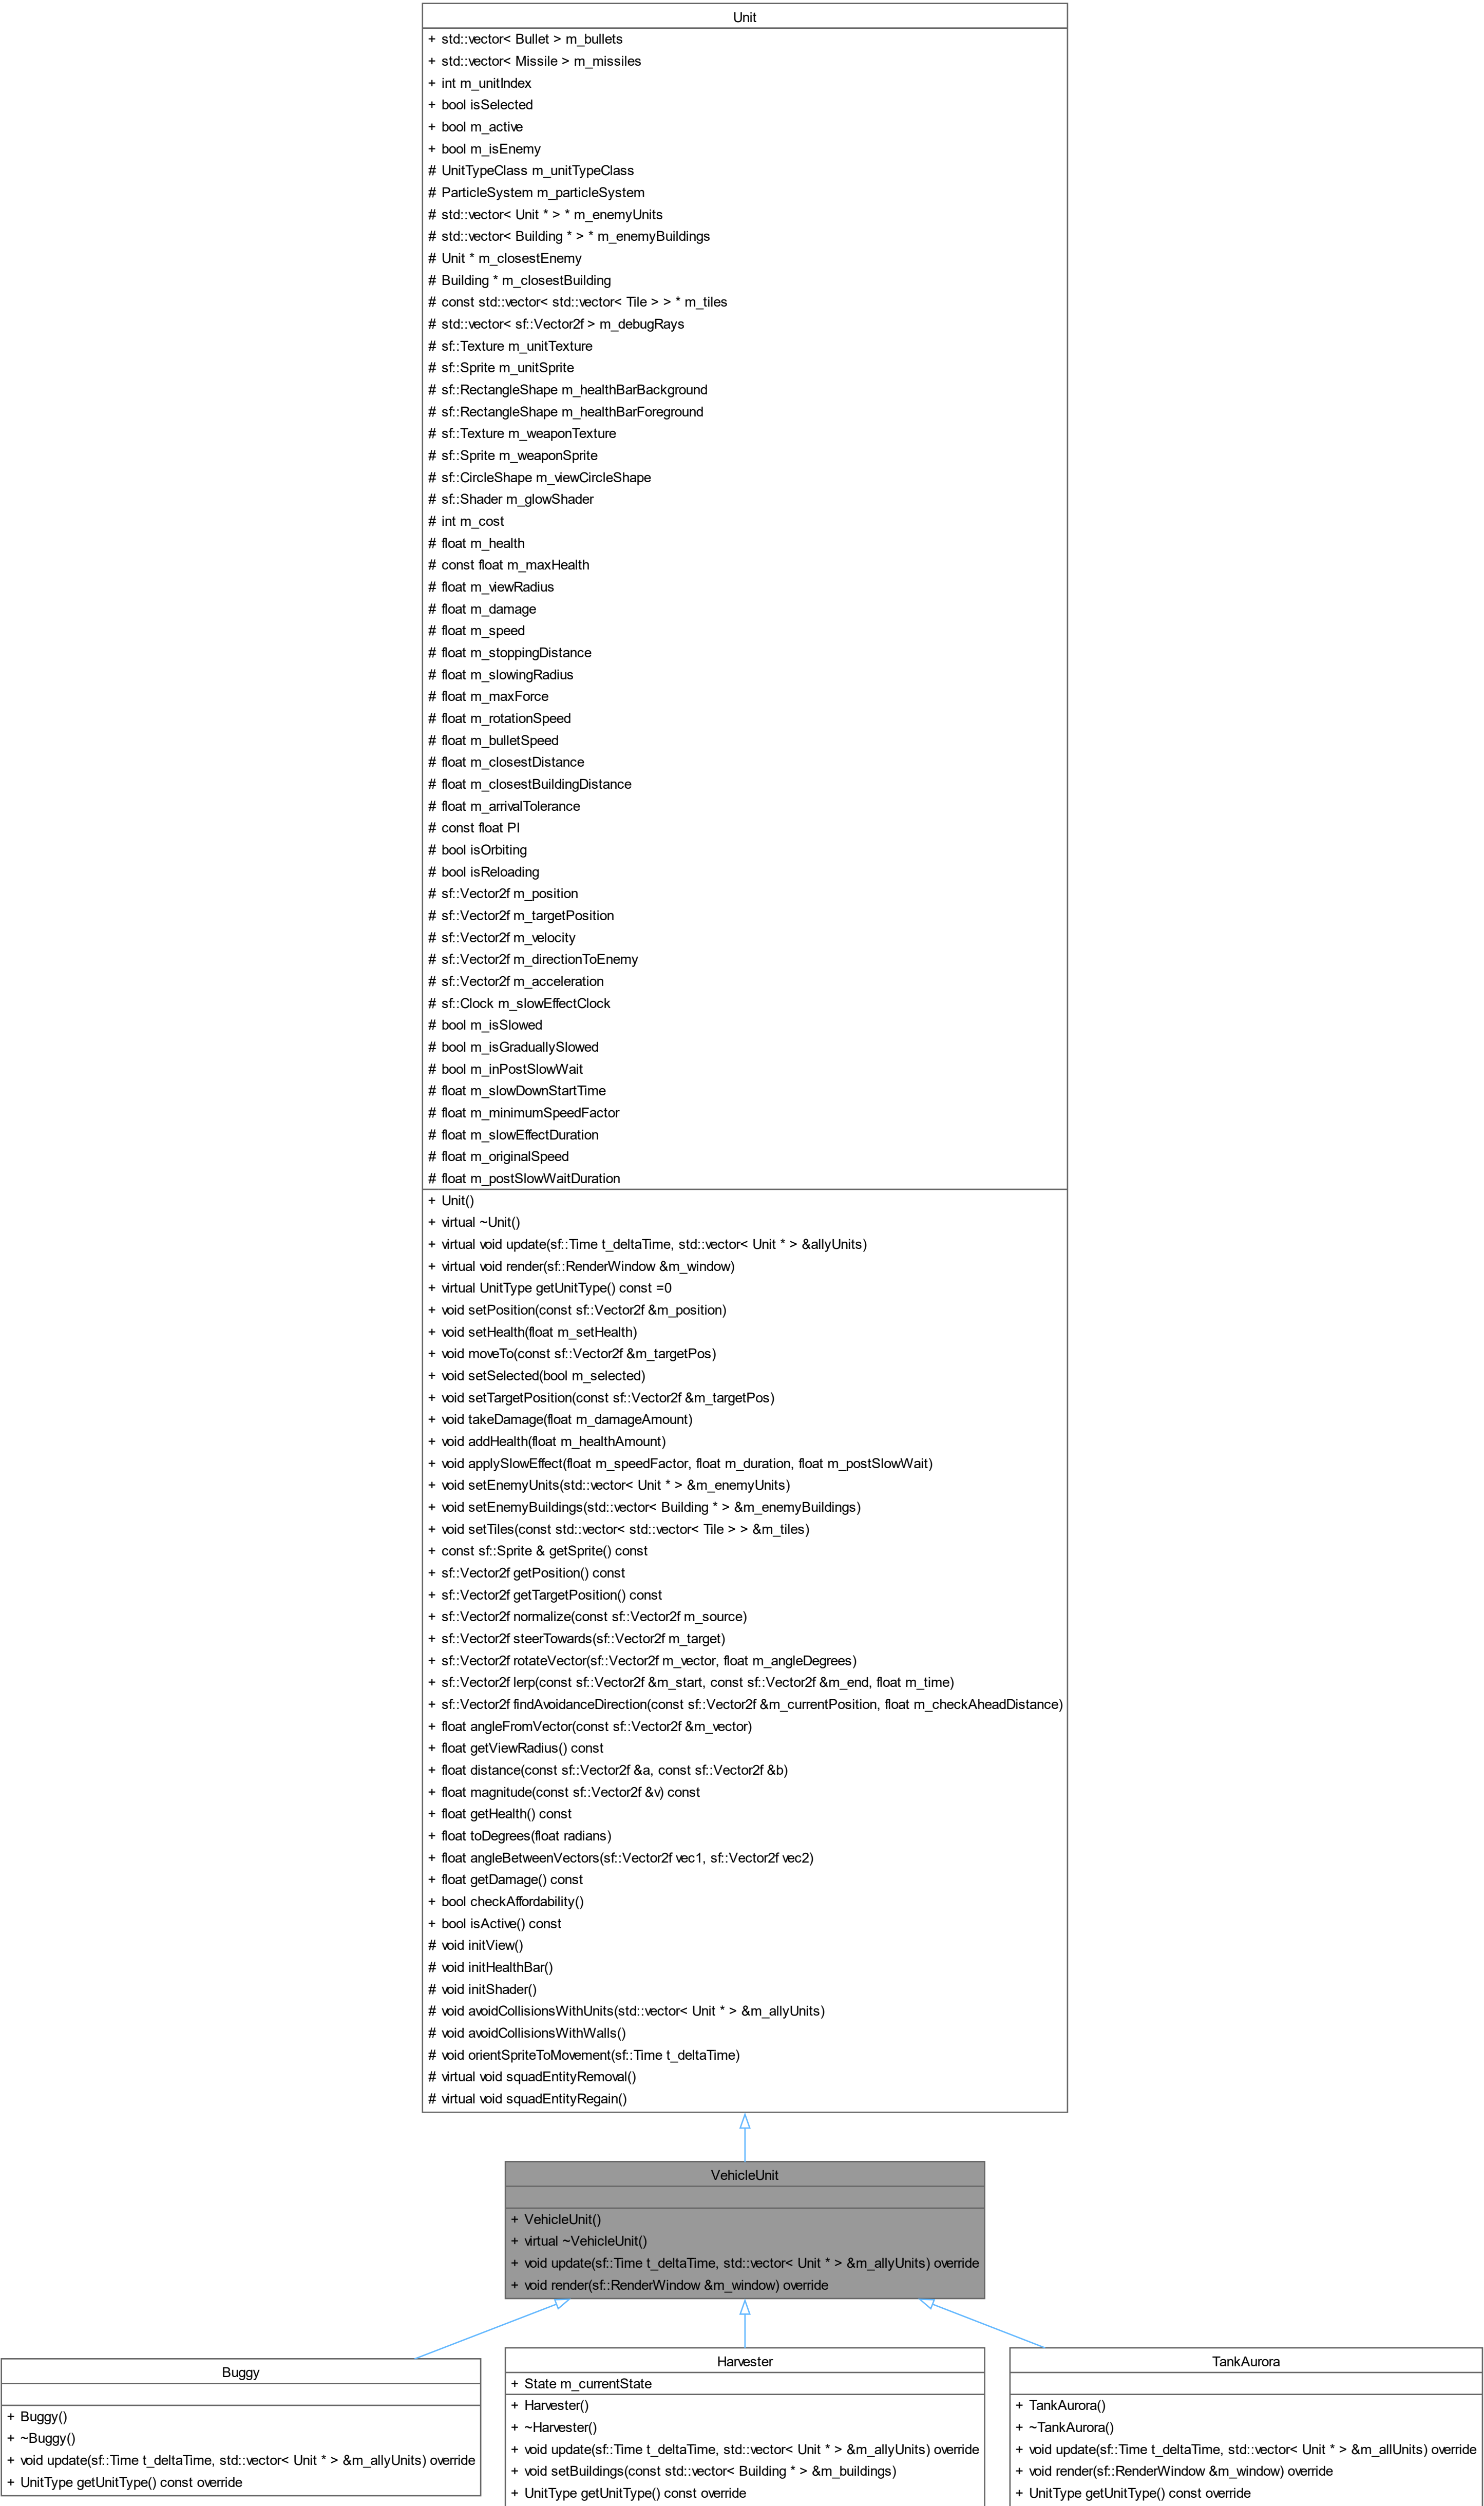 Unit
+ std::vector< Bullet > m_bullets
+ std::vector< Missile > m_missiles
+ int m_unitIndex
+ bool isSelected
+ bool m_active
+ bool m_isEnemy
# UnitTypeClass m_unitTypeClass
# ParticleSystem m_particleSystem
# std::vector< Unit * > * m_enemyUnits
# std::vector< Building * > * m_enemyBuildings
# Unit * m_closestEnemy
# Building * m_closestBuilding
# const std::vector< std::vector< Tile > > * m_tiles
# std::vector< sf::Vector2f > m_debugRays
# sf::Texture m_unitTexture
# sf::Sprite m_unitSprite
# sf::RectangleShape m_healthBarBackground
# sf::RectangleShape m_healthBarForeground
# sf::Texture m_weaponTexture
# sf::Sprite m_weaponSprite
# sf::CircleShape m_viewCircleShape
# sf::Shader m_glowShader
# int m_cost
# float m_health
# const float m_maxHealth
# float m_viewRadius
# float m_damage
# float m_speed
# float m_stoppingDistance
# float m_slowingRadius
# float m_maxForce
# float m_rotationSpeed
# float m_bulletSpeed
# float m_closestDistance
# float m_closestBuildingDistance
# float m_arrivalTolerance
# const float PI
# bool isOrbiting
# bool isReloading
# sf::Vector2f m_position
# sf::Vector2f m_targetPosition
# sf::Vector2f m_velocity
# sf::Vector2f m_directionToEnemy
# sf::Vector2f m_acceleration
# sf::Clock m_slowEffectClock
# bool m_isSlowed
# bool m_isGraduallySlowed
# bool m_inPostSlowWait
# float m_slowDownStartTime
# float m_minimumSpeedFactor
# float m_slowEffectDuration
# float m_originalSpeed
# float m_postSlowWaitDuration
+ Unit()
+ virtual ~Unit()
+ virtual void update(sf::Time t_deltaTime, std::vector< Unit * > &allyUnits)
+ virtual void render(sf::RenderWindow &m_window)
+ virtual UnitType getUnitType() const =0
+ void setPosition(const sf::Vector2f &m_position)
+ void setHealth(float m_setHealth)
+ void moveTo(const sf::Vector2f &m_targetPos)
+ void setSelected(bool m_selected)
+ void setTargetPosition(const sf::Vector2f &m_targetPos)
+ void takeDamage(float m_damageAmount)
+ void addHealth(float m_healthAmount)
+ void applySlowEffect(float m_speedFactor, float m_duration, float m_postSlowWait)
+ void setEnemyUnits(std::vector< Unit * > &m_enemyUnits)
+ void setEnemyBuildings(std::vector< Building * > &m_enemyBuildings)
+ void setTiles(const std::vector< std::vector< Tile > > &m_tiles)
+ const sf::Sprite & getSprite() const
+ sf::Vector2f getPosition() const
+ sf::Vector2f getTargetPosition() const
+ sf::Vector2f normalize(const sf::Vector2f m_source)
+ sf::Vector2f steerTowards(sf::Vector2f m_target)
+ sf::Vector2f rotateVector(sf::Vector2f m_vector, float m_angleDegrees)
+ sf::Vector2f lerp(const sf::Vector2f &m_start, const sf::Vector2f &m_end, float m_time)
+ sf::Vector2f findAvoidanceDirection(const sf::Vector2f &m_currentPosition, float m_checkAheadDistance)
+ float angleFromVector(const sf::Vector2f &m_vector)
+ float getViewRadius() const
+ float distance(const sf::Vector2f &a, const sf::Vector2f &b)
+ float magnitude(const sf::Vector2f &v) const
+ float getHealth() const
+ float toDegrees(float radians)
+ float angleBetweenVectors(sf::Vector2f vec1, sf::Vector2f vec2)
+ float getDamage() const
+ bool checkAffordability()
+ bool isActive() const
# void initView()
# void initHealthBar()
# void initShader()
# void avoidCollisionsWithUnits(std::vector< Unit * > &m_allyUnits)
# void avoidCollisionsWithWalls()
# void orientSpriteToMovement(sf::Time t_deltaTime)
# virtual void squadEntityRemoval()
# virtual void squadEntityRegain()
VehicleUnit
+ VehicleUnit()
+ virtual ~VehicleUnit()
+ void update(sf::Time t_deltaTime, std::vector< Unit * > &m_allyUnits) override
+ void render(sf::RenderWindow &m_window) override
Buggy
+ Buggy()
+ ~Buggy()
+ void update(sf::Time t_deltaTime, std::vector< Unit * > &m_allyUnits) override
+ UnitType getUnitType() const override
Harvester
+ State m_currentState
+ Harvester()
+ ~Harvester()
+ void update(sf::Time t_deltaTime, std::vector< Unit * > &m_allyUnits) override
+ void setBuildings(const std::vector< Building * > &m_buildings)
+ UnitType getUnitType() const override
TankAurora
+ TankAurora()
+ ~TankAurora()
+ void update(sf::Time t_deltaTime, std::vector< Unit * > &m_allUnits) override
+ void render(sf::RenderWindow &m_window) override
+ UnitType getUnitType() const override